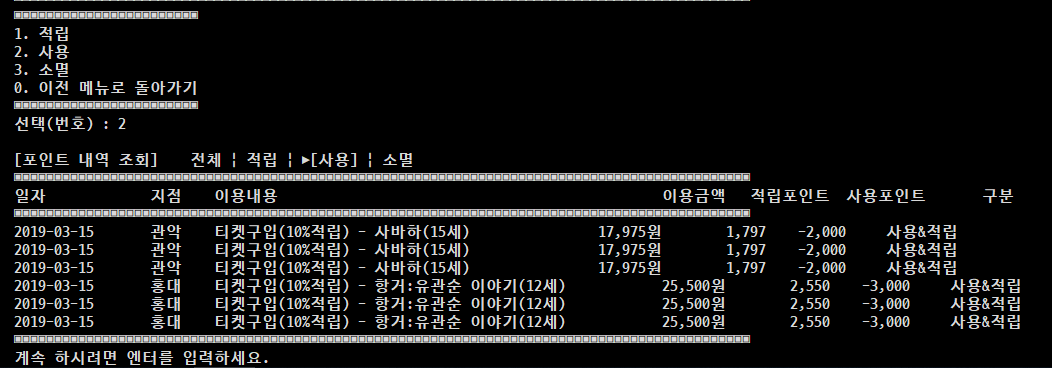 1. 적립
2. 사용
3. 소멸
0. 이전 메뉴로 돌아가기
선택(번호) : 2
[포인트 내역 조회] 전체 ¦ 적립 ¦ ▶[사용] ¦ 소멸
일자 지점 이용내용 이용금액 적립포인트 사용포인트 구분
2019-03-15 관악 티켓구입(10%적립) - 사바하(15세) 17,975원 1,797 -2,000 사용&적립
2019-03-15 관악 티켓구입(10%적립) - 사바하(15세) 17,975원 1,797 -2,000 사용&적립
2019-03-15 관악 티켓구입(10%적립) - 사바하(15세) 17,975원 1,797 -2,000 사용&적립
2019-03-15 홍대 티켓구입(10%적립) - 항거:유관순 이야기(12세) 25,500원 2,550 -3,000 사용&적립
2019-03-15 홍대 티켓구입(10%적립) - 항거:유관순 이야기(12세) 25,500원 2,550 -3,000 사용&적립
2019-03-15 홍대 티켓구입(10%적립) - 항거:유관순 이야기(12세) 25,500원 2,550 -3,000 사용&적립
계속 하시려면 엔터를 입력하세요.